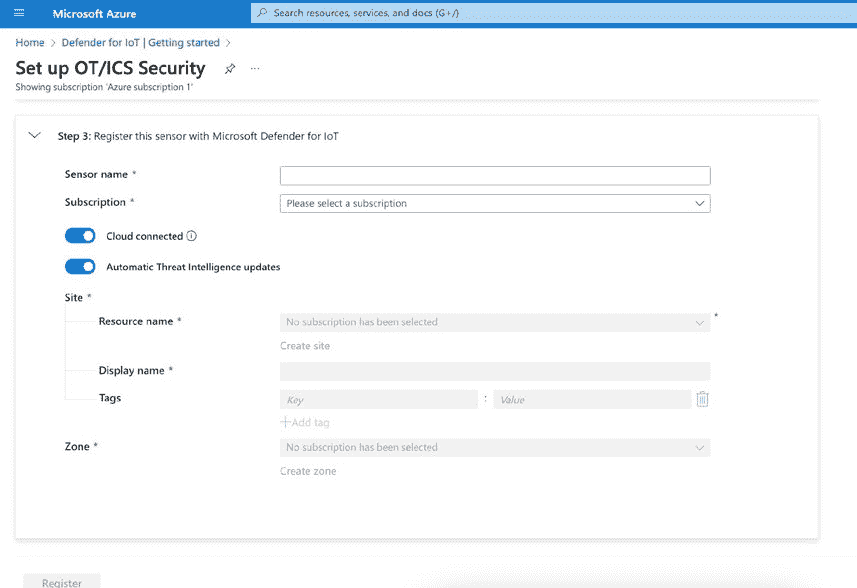 Microsoft Azure
Search resources, services, and docs (G+/)
Home > Defender for IoT | Getting started >
Set up OT/ICS Security
...
Showing subscription 'Azure subscription 1'
Step 3: Register this sensor with Microsoft Defender for IoT
Sensor name *
Subscription * Please select a subscription
Cloud connected
Automatic Threat Intelligence updates
Site *
Resource name * No subscription has been selected *
Create site
Display name *
Tags Key : Value
+Add tag
Zone * No subscription has been selected
Create zone
Register